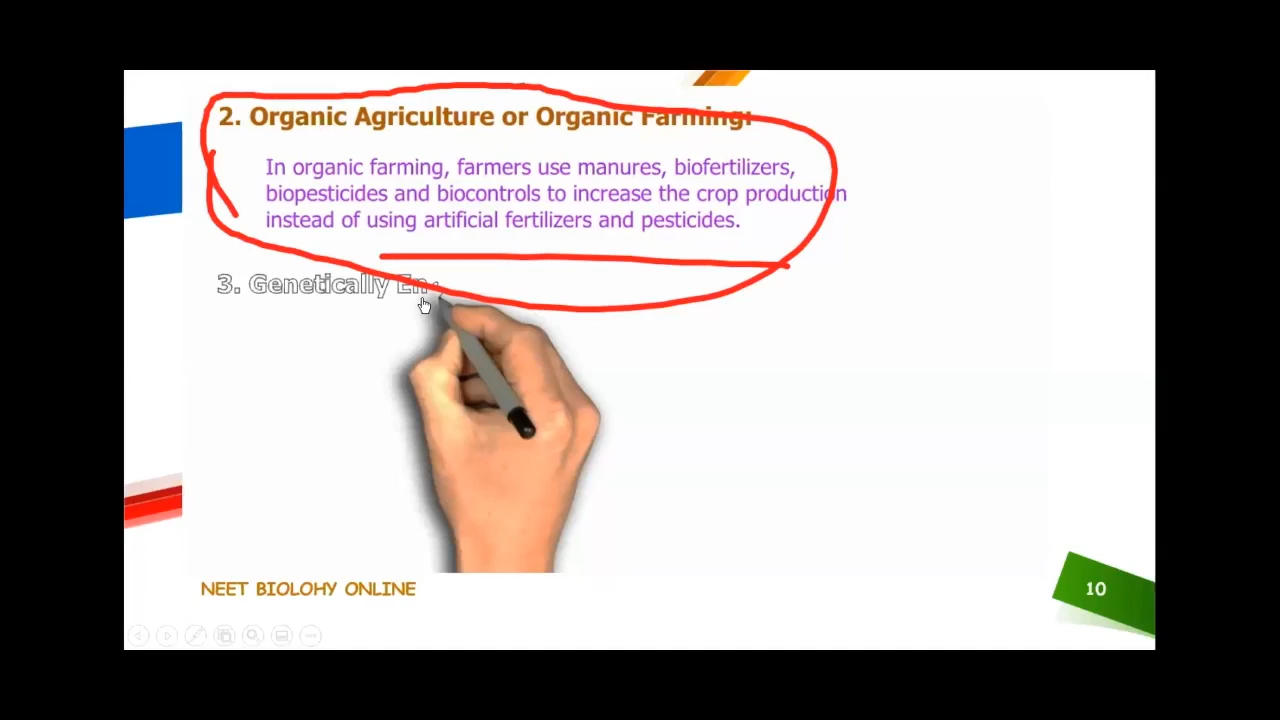 2. Organic Agriculture or Organic Farming:
In organic farming, farmers use manures, biofertilizers,
biopesticides and biocontrols to increase the crop production
instead of using artificial fertilizers and pesticides.
3. Genetically En
NEET BIOLOHY ONLINE
10